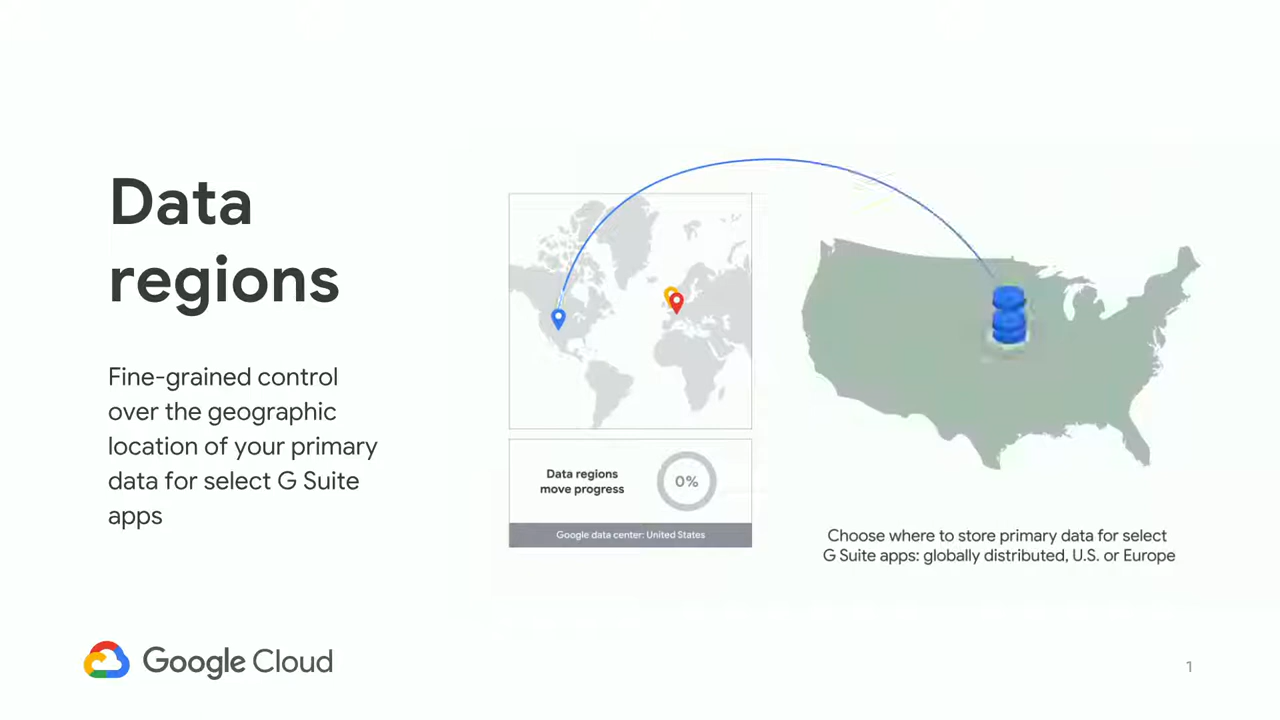 Data
regions
Fine-grained control
over the geographic
location of your primary
data for select G Suite
apps
Data regions
move progress
0%
Google data center: United States
Choose where to store primary data for select
G Suite apps: globally distributed, U.S. or Europe
Google Cloud
1